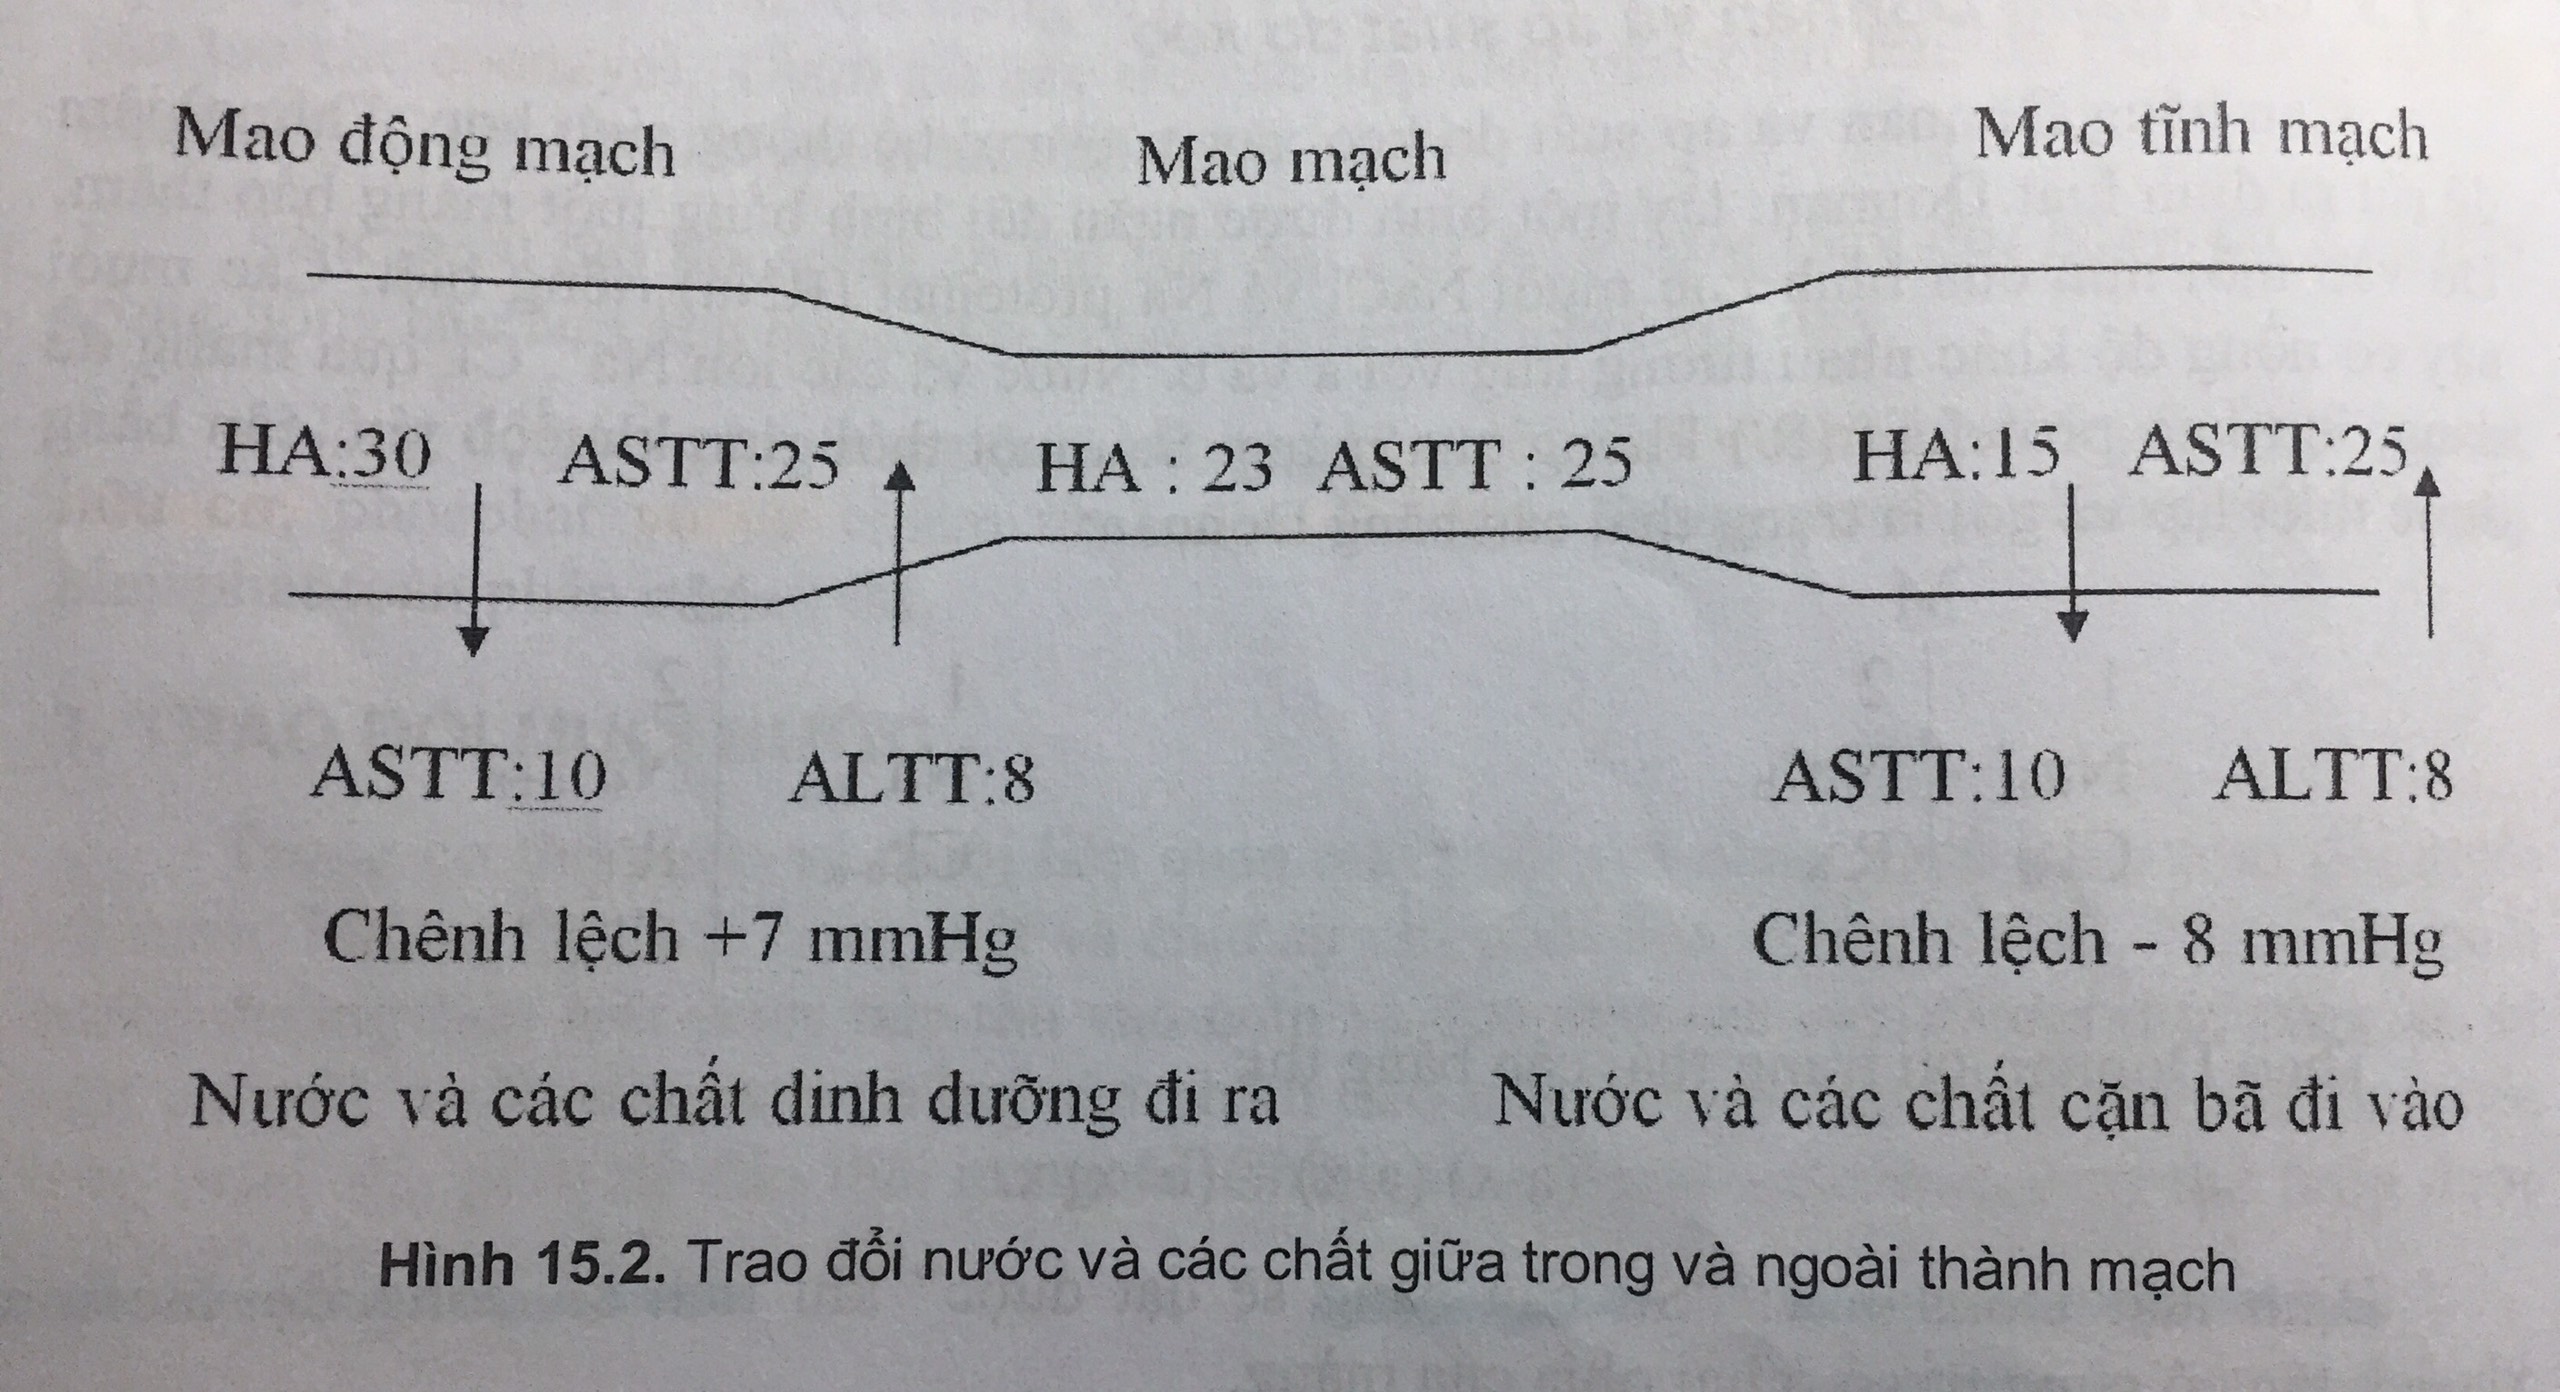 Mao động mạch Mao mạch Mao tĩnh mạch
HA:30 ASTT:25 HA : 23 ASTT : 25 HA:15 ASTT:25
ASTT:10 ALTT:8 ASTT:10 ALTT:8
Chênh lệch +7 mmHg Chênh lệch - 8 mmHg
Nước và các chất dinh dưỡng đi ra Nước và các chất cặn bã đi vào
Hình 15.2. Trao đổi nước và các chất giữa trong và ngoài thành mạch